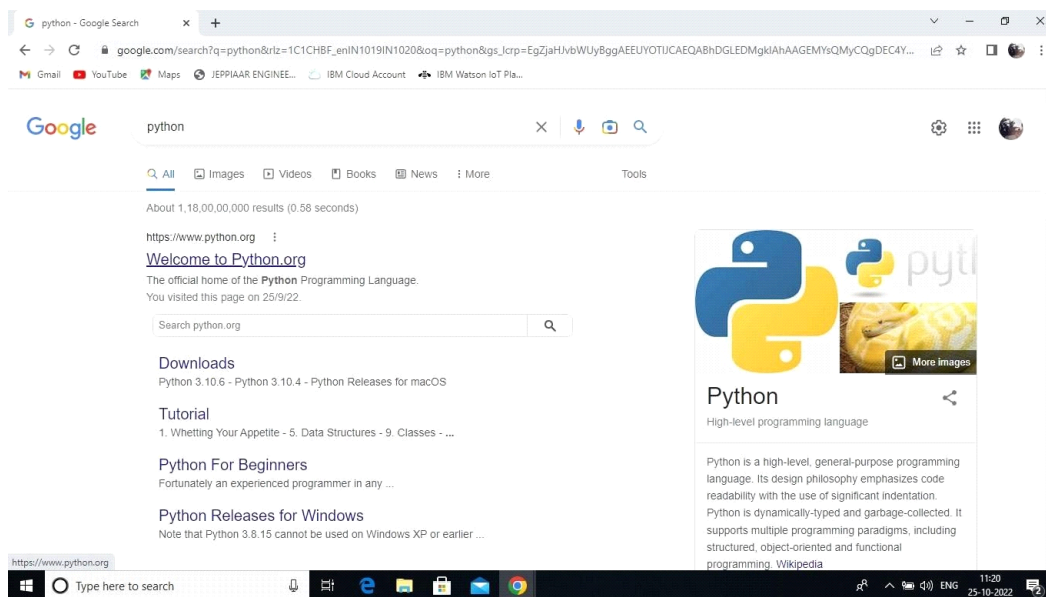 python - Google Search
google.com/search?q=python&rlz=1C1CHBF_enIN1019IN1020&oq=python&gs_lcrp=EgZjaHJvbWUyBggAEEUYOTIJCAEQABhDGLEDMgkIAhAAGEMYsQMyCQgDEC4Y...
Gmail YouTube Maps JEPPIAAR ENGINEE... IBM Cloud Account IBM Watson IoT Pla...
Google python
All Images Videos Books News More Tools
About 1,18,00,00,000 results (0.58 seconds)
https://www.python.org
Welcome to Python.org
The official home of the Python Programming Language.
You visited this page on 25/9/22.
Search python.org
Downloads
Python 3.10.6 - Python 3.10.4 - Python Releases for macOS
Tutorial
1. Whetting Your Appetite - 5. Data Structures - 9. Classes - ...
Python For Beginners
Fortunately an experienced programmer in any ...
Python Releases for Windows
Note that Python 3.8.15 cannot be used on Windows XP or earlier ...
pyt
More images
Python
High-level programming language
Python is a high-level, general-purpose programming
language. Its design philosophy emphasizes code
readability with the use of significant indentation.
Python is dynamically-typed and garbage-collected. It
supports multiple programming paradigms, including
structured, object-oriented and functional
programming. Wikipedia
https://www.python.org
Type here to search
ENG
11:20
25-10-2022
2